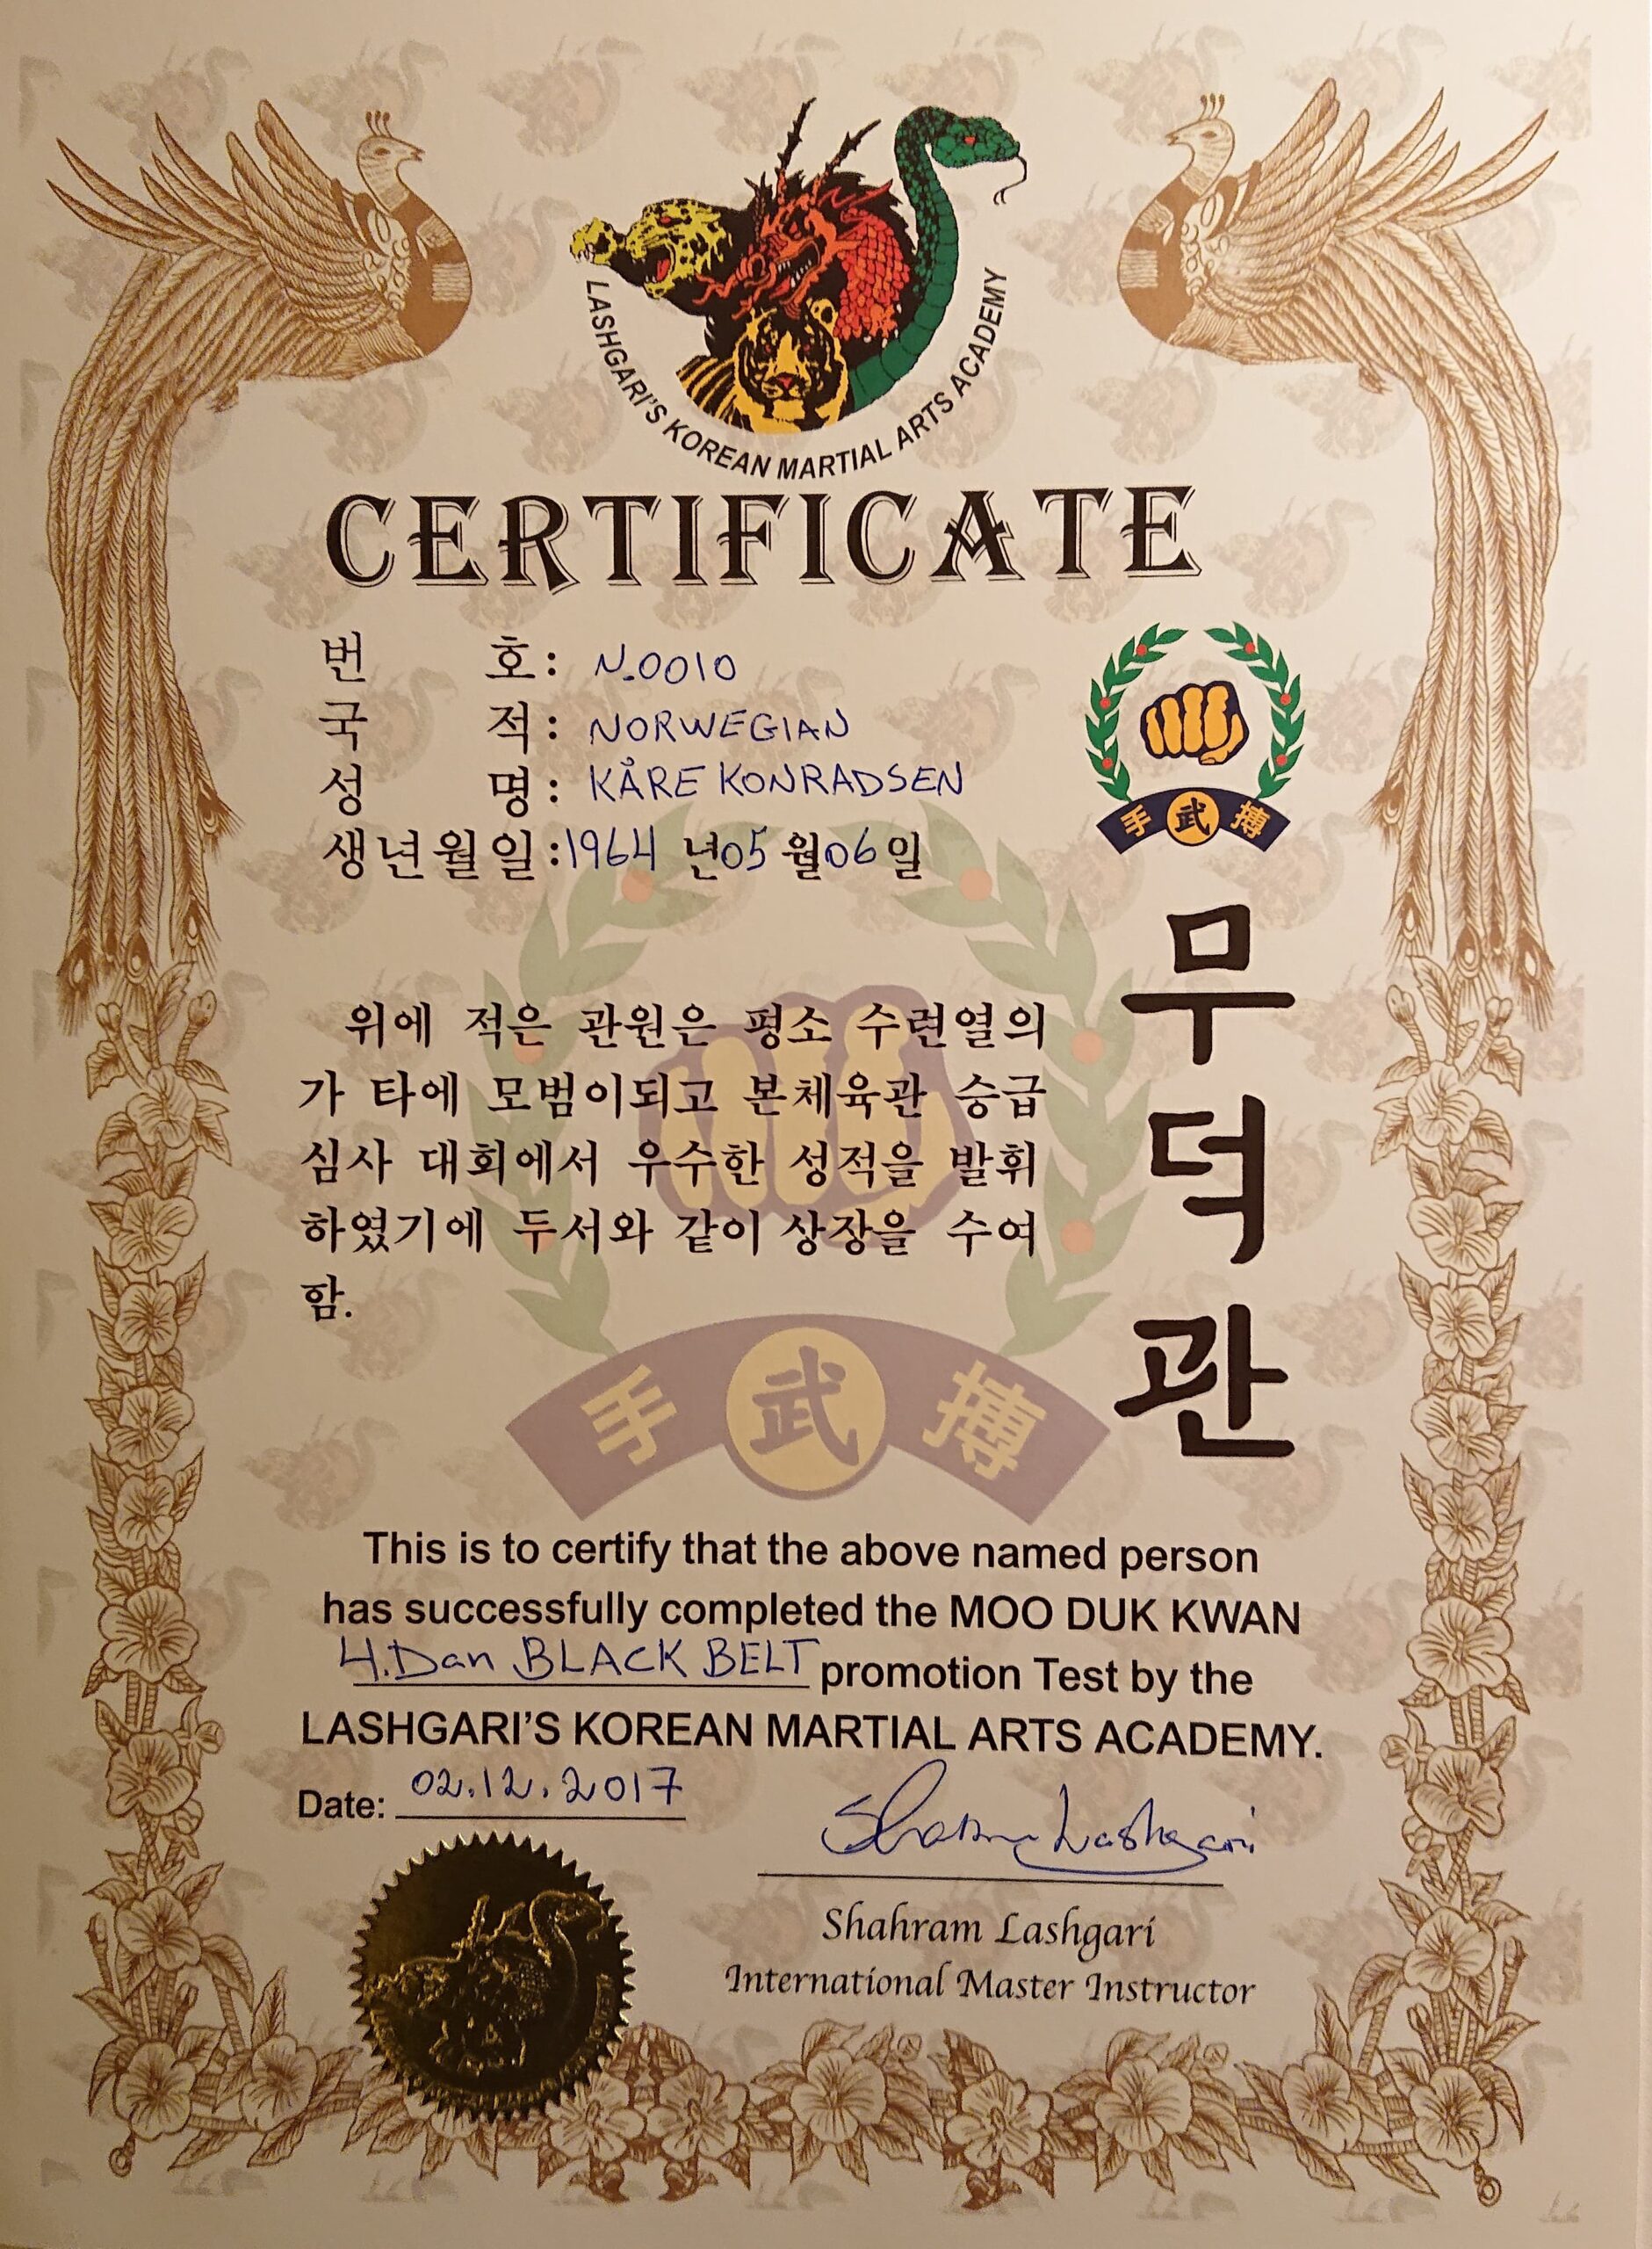 LASHGARI'S KOREAN MARTIAL ARTS ACADEMY
CERTIFICATE
번 호: N.0010
국 적: NORWEGIAN
성 명: KÅRE KONRADSEN
생년월일:1964 년05 월06일
手 武 搏
무덕관
위에 적은 관원은 평소 수련열의
가 타에 모범이되고 본체육관 승급
심사 대회에서 우수한 성적을 발휘
하였기에 두서와 같이 상장을 수여
함.
手 武 搏
This is to certify that the above named person
has successfully completed the MOO DUK KWAN
4.Dan BLACK BELT promotion Test by the
LASHGARI'S KOREAN MARTIAL ARTS ACADEMY.
Date: 02.12.2017
Shahram Lashgari
Shahram Lashgari
International Master Instructor